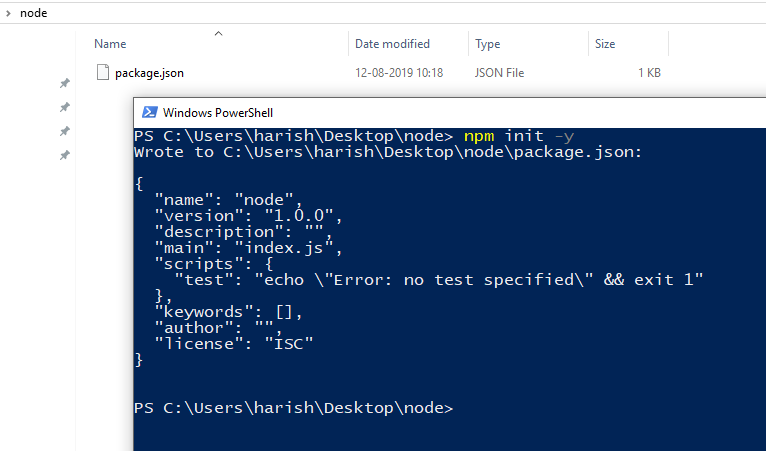 node
Name Date modified Type Size
package.json 12-08-2019 10:18 JSON File 1 KB
Windows PowerShell
PS C:\Users\harish\Desktop\node> npm init -y
Wrote to C:\Users\harish\Desktop\node\package.json:
{
  "name": "node",
  "version": "1.0.0",
  "description": "",
  "main": "index.js",
  "scripts": {
    "test": "echo \"Error: no test specified\" && exit 1"
  },
  "keywords": [],
  "author": "",
  "license": "ISC"
}
PS C:\Users\harish\Desktop\node>